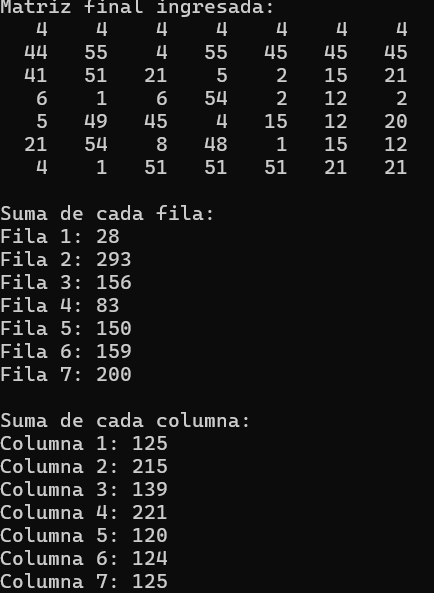 Matriz final ingresada:
4 4 4 4 4 4 4
44 55 4 55 45 45 45
41 51 21 5 2 15 21
6 1 6 54 2 12 2
5 49 45 4 15 12 20
21 54 8 48 1 15 12
4 1 51 51 51 21 21
Suma de cada fila:
Fila 1: 28
Fila 2: 293
Fila 3: 156
Fila 4: 83
Fila 5: 150
Fila 6: 159
Fila 7: 200
Suma de cada columna:
Columna 1: 125
Columna 2: 215
Columna 3: 139
Columna 4: 221
Columna 5: 120
Columna 6: 124
Columna 7: 125